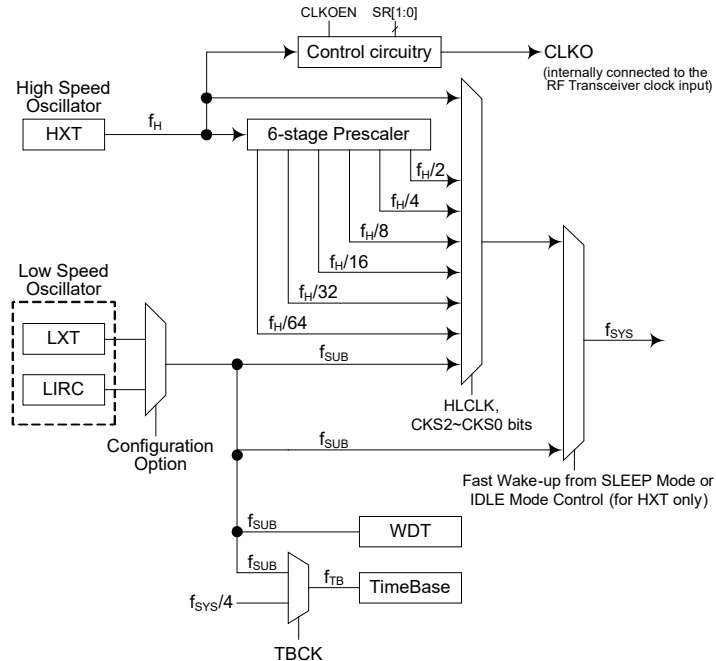 CLKOEN SR[1:0]
Control circuitry
CLKO
(internally connected to the
RF Transceiver clock input)
High Speed
Oscillator
HXT
fH
6-stage Prescaler
fH/2
fH/4
fH/8
fH/16
fH/32
fH/64
Low Speed
Oscillator
LXT
LIRC
Configuration
Option
fSUB
HLCLK,
CKS2~CKS0 bits
fSYS
fSUB
Fast Wake-up from SLEEP Mode or
IDLE Mode Control (for HXT only)
fSUB
WDT
fSUB
fSYS/4
fTB
TimeBase
TBCK